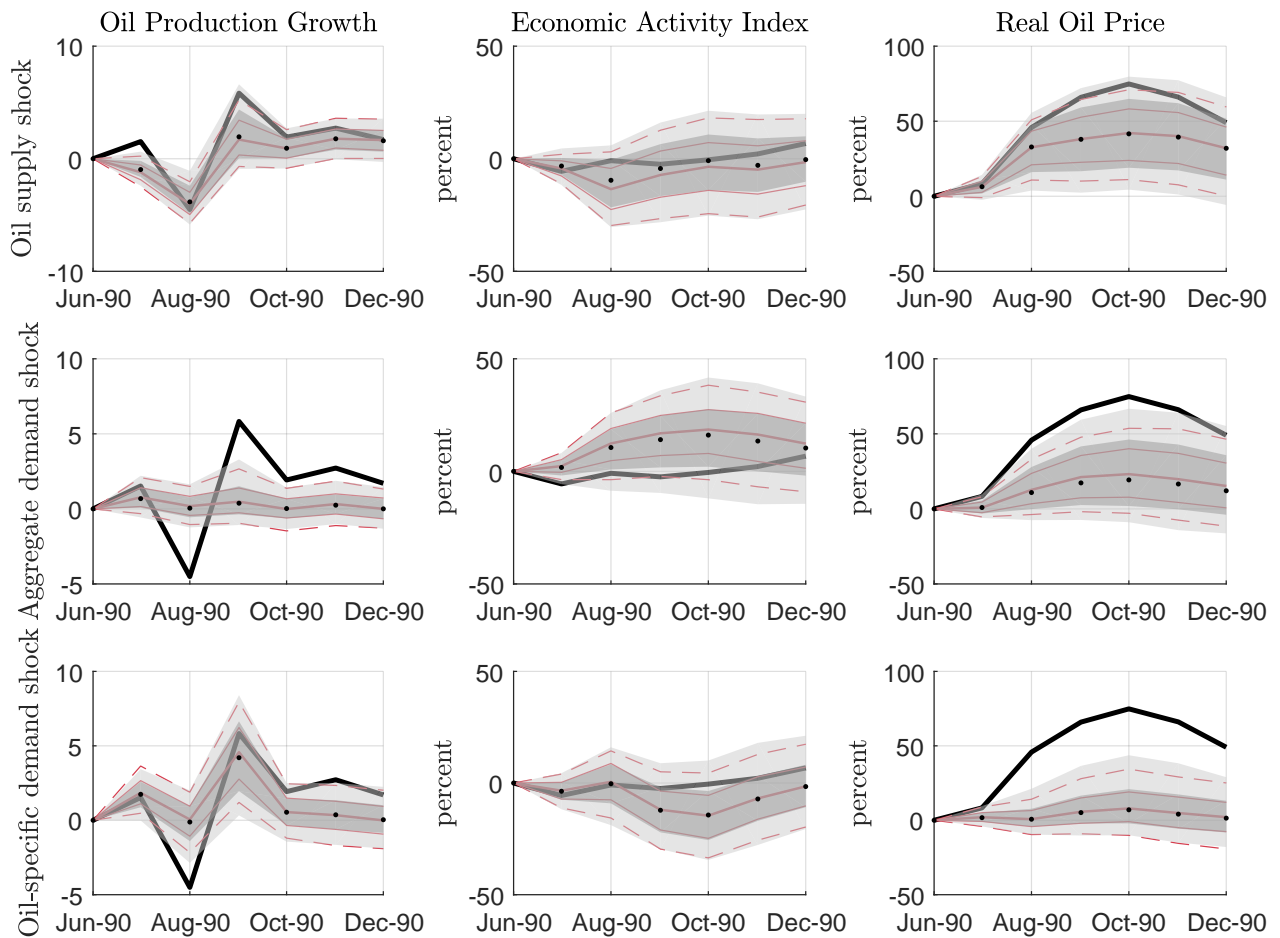 Oil Production Growth
Economic Activity Index
Real Oil Price
Oil supply shock
10
0
-10
Jun-90 Aug-90 Oct-90 Dec-90
percent
50
0
-50
Jun-90 Aug-90 Oct-90 Dec-90
percent
100
50
0
-50
Jun-90 Aug-90 Oct-90 Dec-90
Aggregate demand shock
10
5
0
-5
Jun-90 Aug-90 Oct-90 Dec-90
percent
50
0
-50
Jun-90 Aug-90 Oct-90 Dec-90
percent
100
50
0
-50
Jun-90 Aug-90 Oct-90 Dec-90
Oil-specific demand shock
10
5
0
-5
Jun-90 Aug-90 Oct-90 Dec-90
percent
50
0
-50
Jun-90 Aug-90 Oct-90 Dec-90
percent
100
50
0
-50
Jun-90 Aug-90 Oct-90 Dec-90